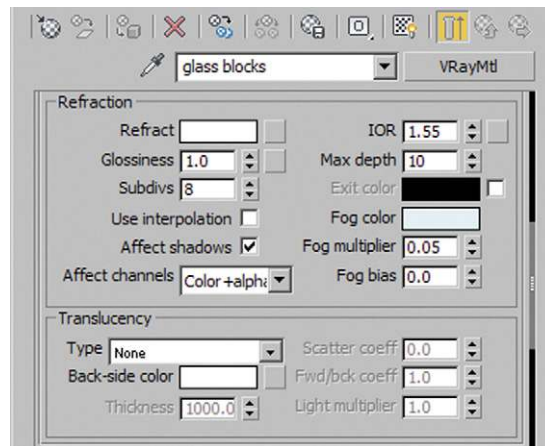 glass blocks VRayMtl
Refraction
Refract IOR 1.55
Glossiness 1.0 Max depth 10
Subdivs 8 Exit color
Use interpolation Fog color
Affect shadows Fog multiplier 0.05
Affect channels Color+alpha Fog bias 0.0
Translucency
Type None Scatter coeff 0.0
Back-side color Fwd/bck coeff 1.0
Thickness 1000.0 Light multiplier 1.0